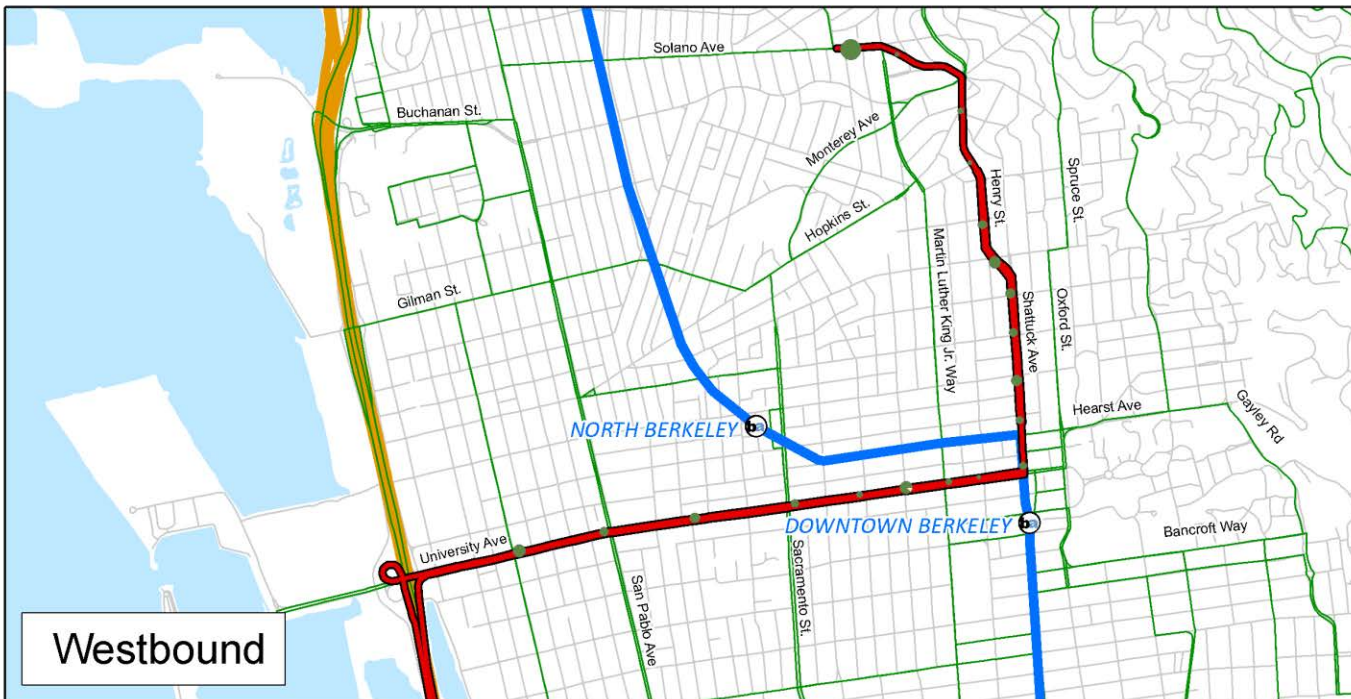 Solano Ave
Buchanan St.
Monterey Ave
Spruce St.
Henry St.
Hopkins St.
Martin Luther King Jr. Way
Gilman St.
Shattuck Ave
Oxford St.
Hearst Ave
Gayley Rd
NORTH BERKELEY
ba
DOWNTOWN BERKELEY
ba
Bancroft Way
University Ave
Sacramento St.
San Pablo Ave
Westbound